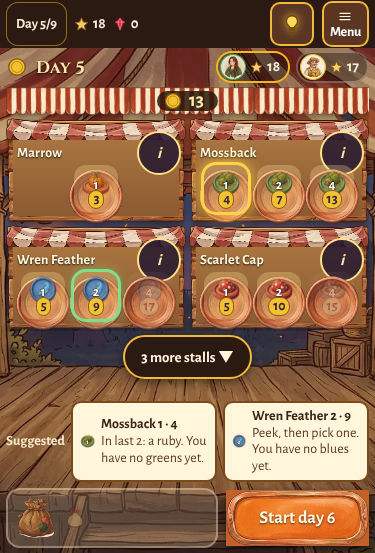 Day 5/9
18
0
Menu
DAY 5
18
17
13
Marrow
i
1
3
Mossback
i
1
4
2
7
4
13
Wren Feather
i
1
5
2
9
4
17
Scarlet Cap
i
1
5
2
10
4
15
3 more stalls ▼
Suggested
Mossback 1 · 4
In last 2: a ruby. You
have no greens yet.
Wren Feather 2 · 9
Peek, then pick one.
You have no blues
yet.
Start day 6